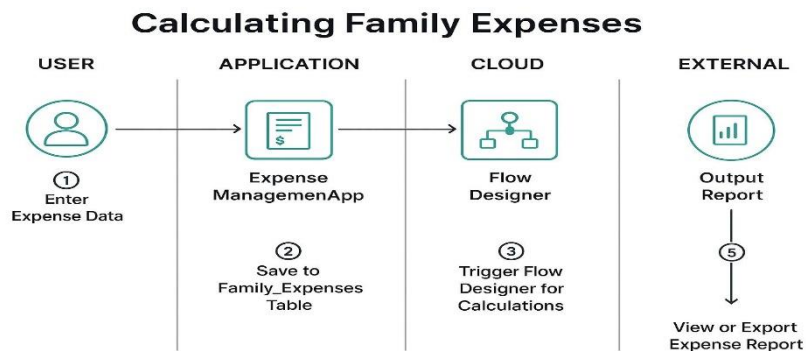 Calculating Family Expenses
USER
APPLICATION
CLOUD
EXTERNAL
1
Enter
Expense Data
$
Expense
ManagemenApp
2
Save to
Family_Expenses
Table
Flow
Designer
3
Trigger Flow
Designer for
Calculations
Output
Report
5
View or Export
Expense Report